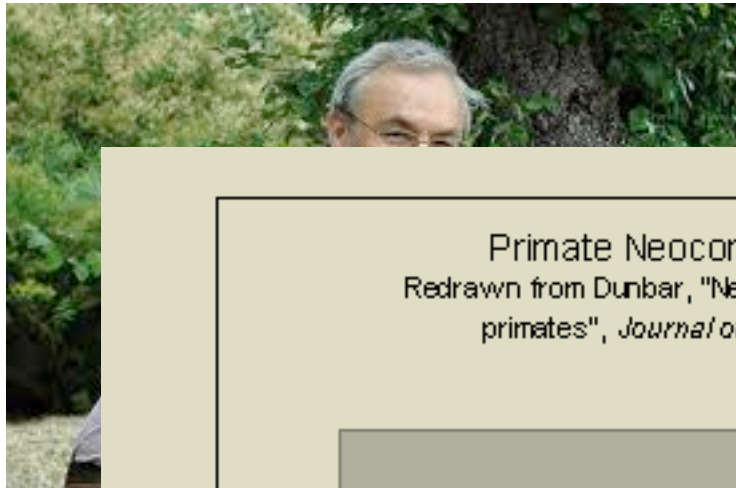 Primate Neocor
Redrawn from Dunbar, "Ne
primates", Journal o